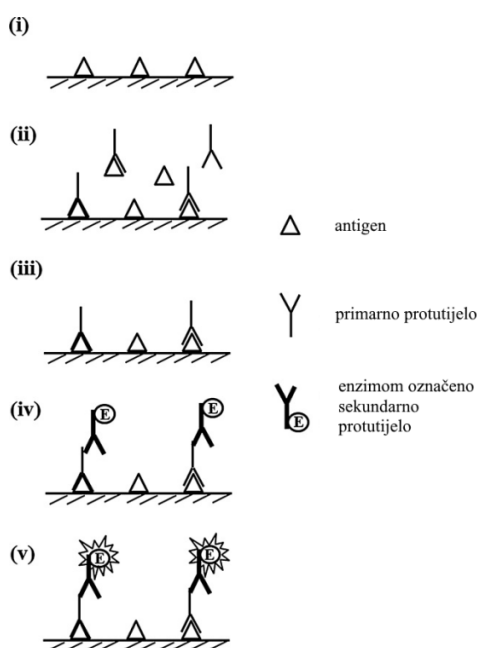 (i)
(ii)
antigen
(iii)
primarno protutijelo
(iv)
enzimom označeno
sekundarno
protutijelo
E
E
E
(v)
E
E